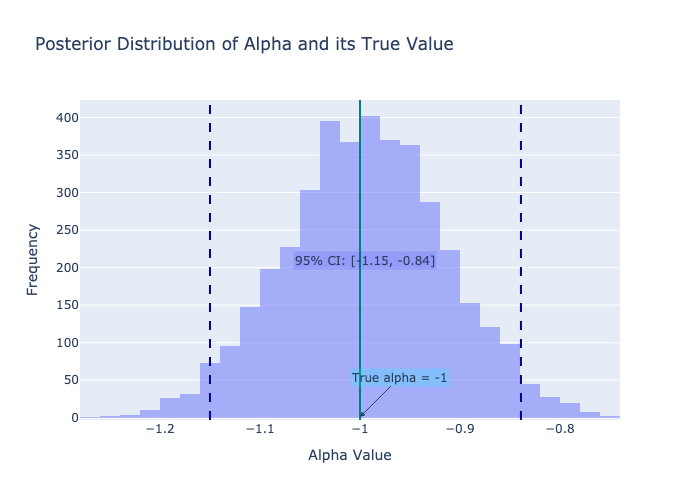 Posterior Distribution of Alpha and its True Value
400
350
300
250
200
150
100
50
0
Frequency
95% CI: [-1.15, -0.84]
True alpha = -1
−1.2
−1.1
−1
−0.9
−0.8
Alpha Value